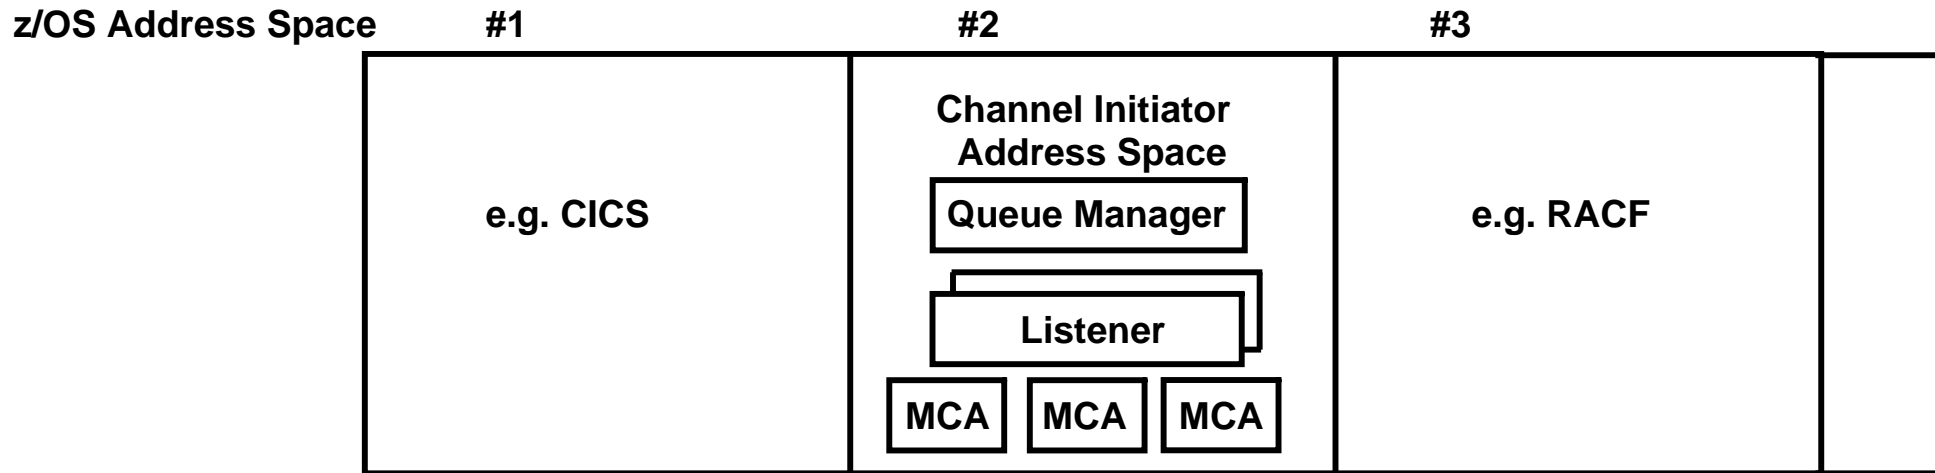 z/OS Address Space #1 #2 #3
Channel Initiator
Address Space
e.g. CICS
Queue Manager
e.g. RACF
Listener
MCA MCA MCA